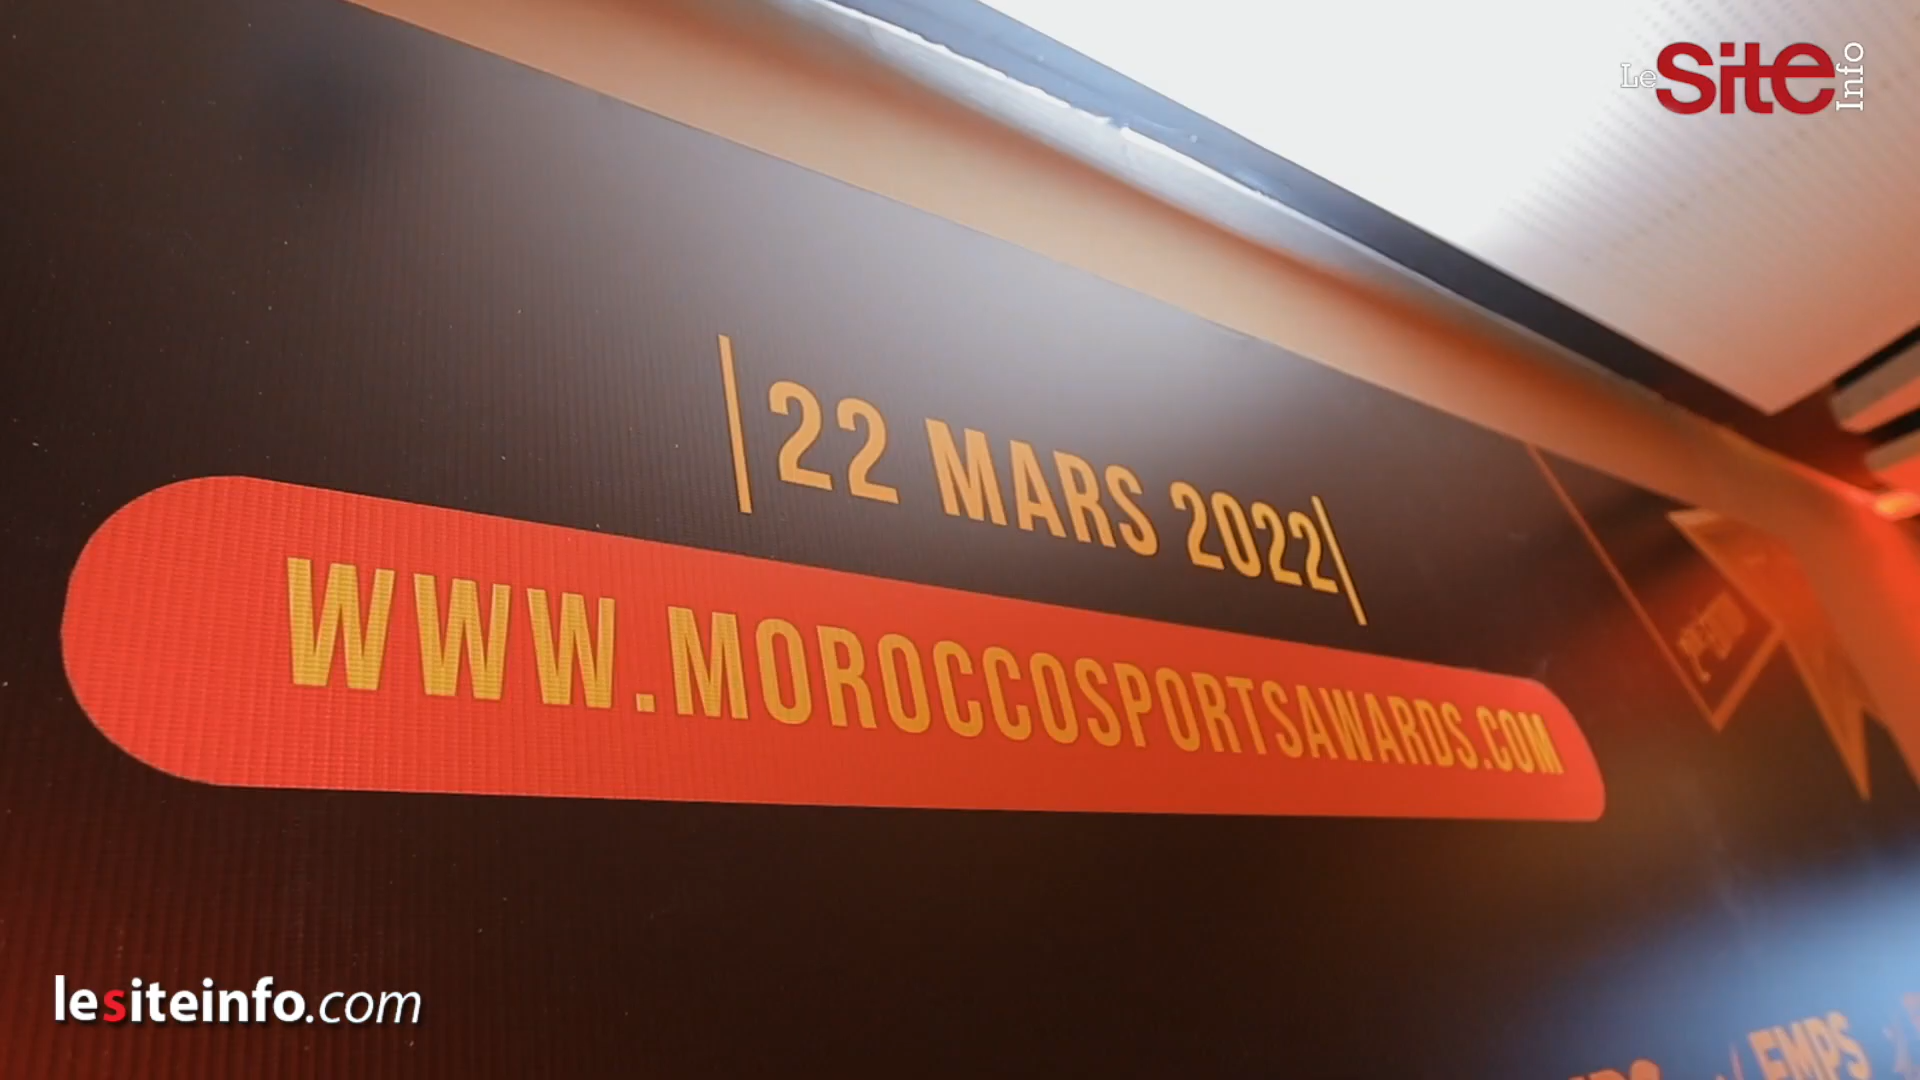 Le Site Info
| 22 MARS 2022 |
WWW.MOROCCOSPORTSAWARDS.COM
lesiteinfo.com